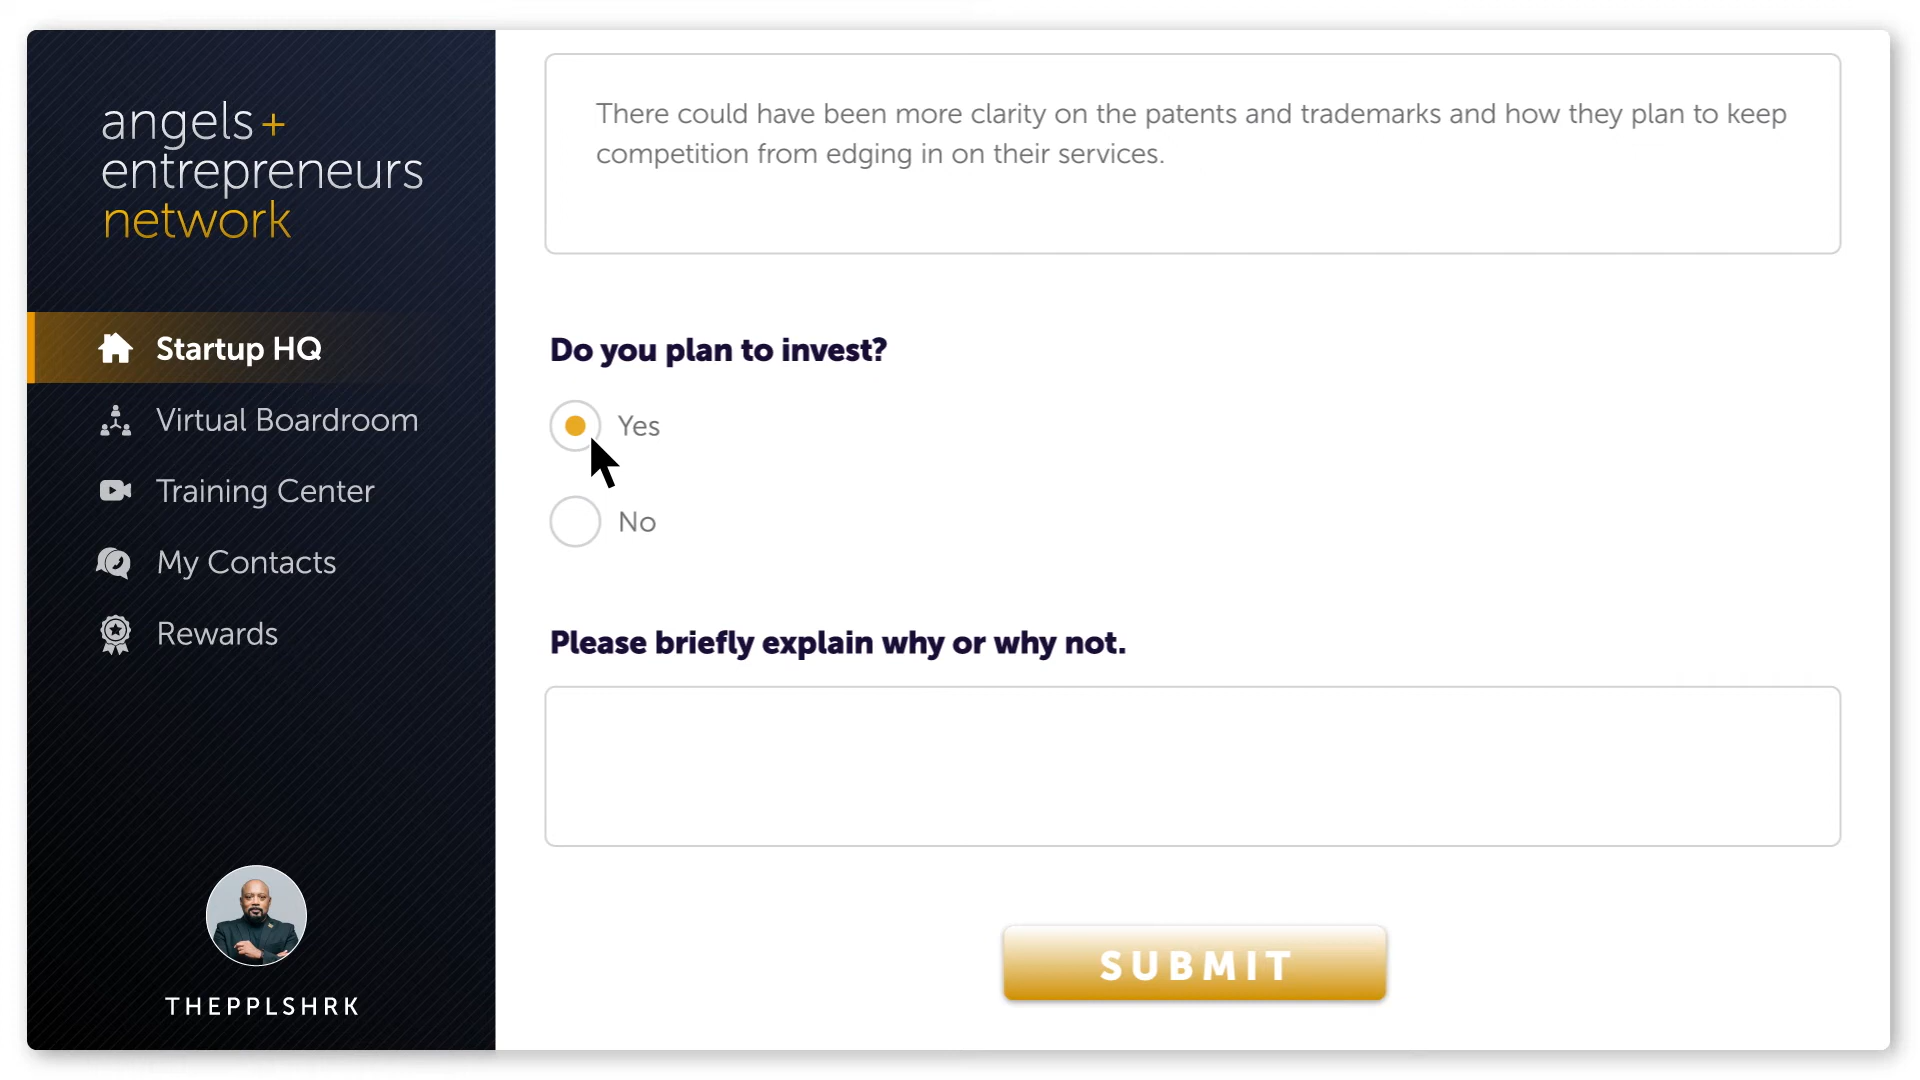 angels+
entrepreneurs
network
Startup HQ
Virtual Boardroom
Training Center
My Contacts
Rewards
THEPPLSHRK
There could have been more clarity on the patents and trademarks and how they plan to keep
competition from edging in on their services.
Do you plan to invest?
Yes
No
Please briefly explain why or why not.
SUBMIT